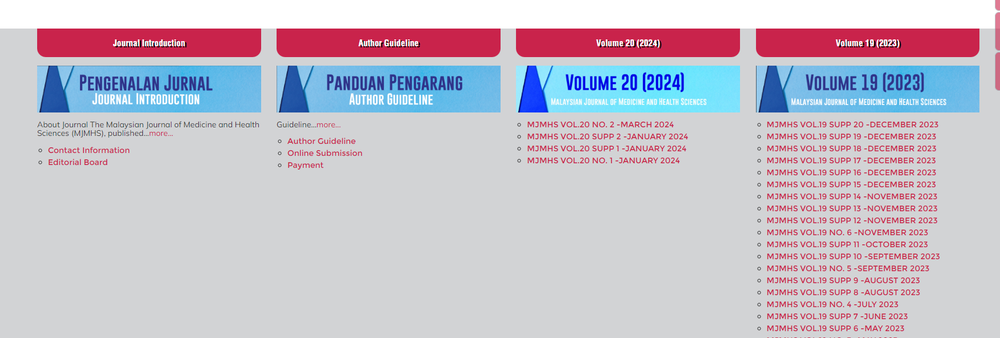 Journal Introduction
PENGENALAN JURNAL
JOURNAL INTRODUCTION
About Journal The Malaysian Journal of Medicine and Health
Sciences (MJMHS), published...more...
Contact Information
Editorial Board
Author Guideline
PANDUAN PENGARANG
AUTHOR GUIDELINE
Guideline...more...
Author Guideline
Online Submission
Payment
Volume 20 (2024)
VOLUME 20 (2024)
MALAYSIAN JOURNAL OF MEDICINE AND HEALTH SCIENCES
MJMHS VOL.20 NO. 2 -MARCH 2024
MJMHS VOL.20 SUPP 2 -JANUARY 2024
MJMHS VOL.20 SUPP 1 -JANUARY 2024
MJMHS VOL.20 NO. 1 -JANUARY 2024
Volume 19 (2023)
VOLUME 19 (2023)
MALAYSIAN JOURNAL OF MEDICINE AND HEALTH SCIENCES
MJMHS VOL.19 SUPP 20 -DECEMBER 2023
MJMHS VOL.19 SUPP 19 -DECEMBER 2023
MJMHS VOL.19 SUPP 18 -DECEMBER 2023
MJMHS VOL.19 SUPP 17 -DECEMBER 2023
MJMHS VOL.19 SUPP 16 -DECEMBER 2023
MJMHS VOL.19 SUPP 15 -DECEMBER 2023
MJMHS VOL.19 SUPP 14 -NOVEMBER 2023
MJMHS VOL.19 SUPP 13 -NOVEMBER 2023
MJMHS VOL.19 SUPP 12 -NOVEMBER 2023
MJMHS VOL.19 NO. 6 -NOVEMBER 2023
MJMHS VOL.19 SUPP 11 -OCTOBER 2023
MJMHS VOL.19 SUPP 10 -SEPTEMBER 2023
MJMHS VOL.19 NO. 5 -SEPTEMBER 2023
MJMHS VOL.19 SUPP 9 -AUGUST 2023
MJMHS VOL.19 SUPP 8 -AUGUST 2023
MJMHS VOL.19 NO. 4 -JULY 2023
MJMHS VOL.19 SUPP 7 -JUNE 2023
MJMHS VOL.19 SUPP 6 -MAY 2023